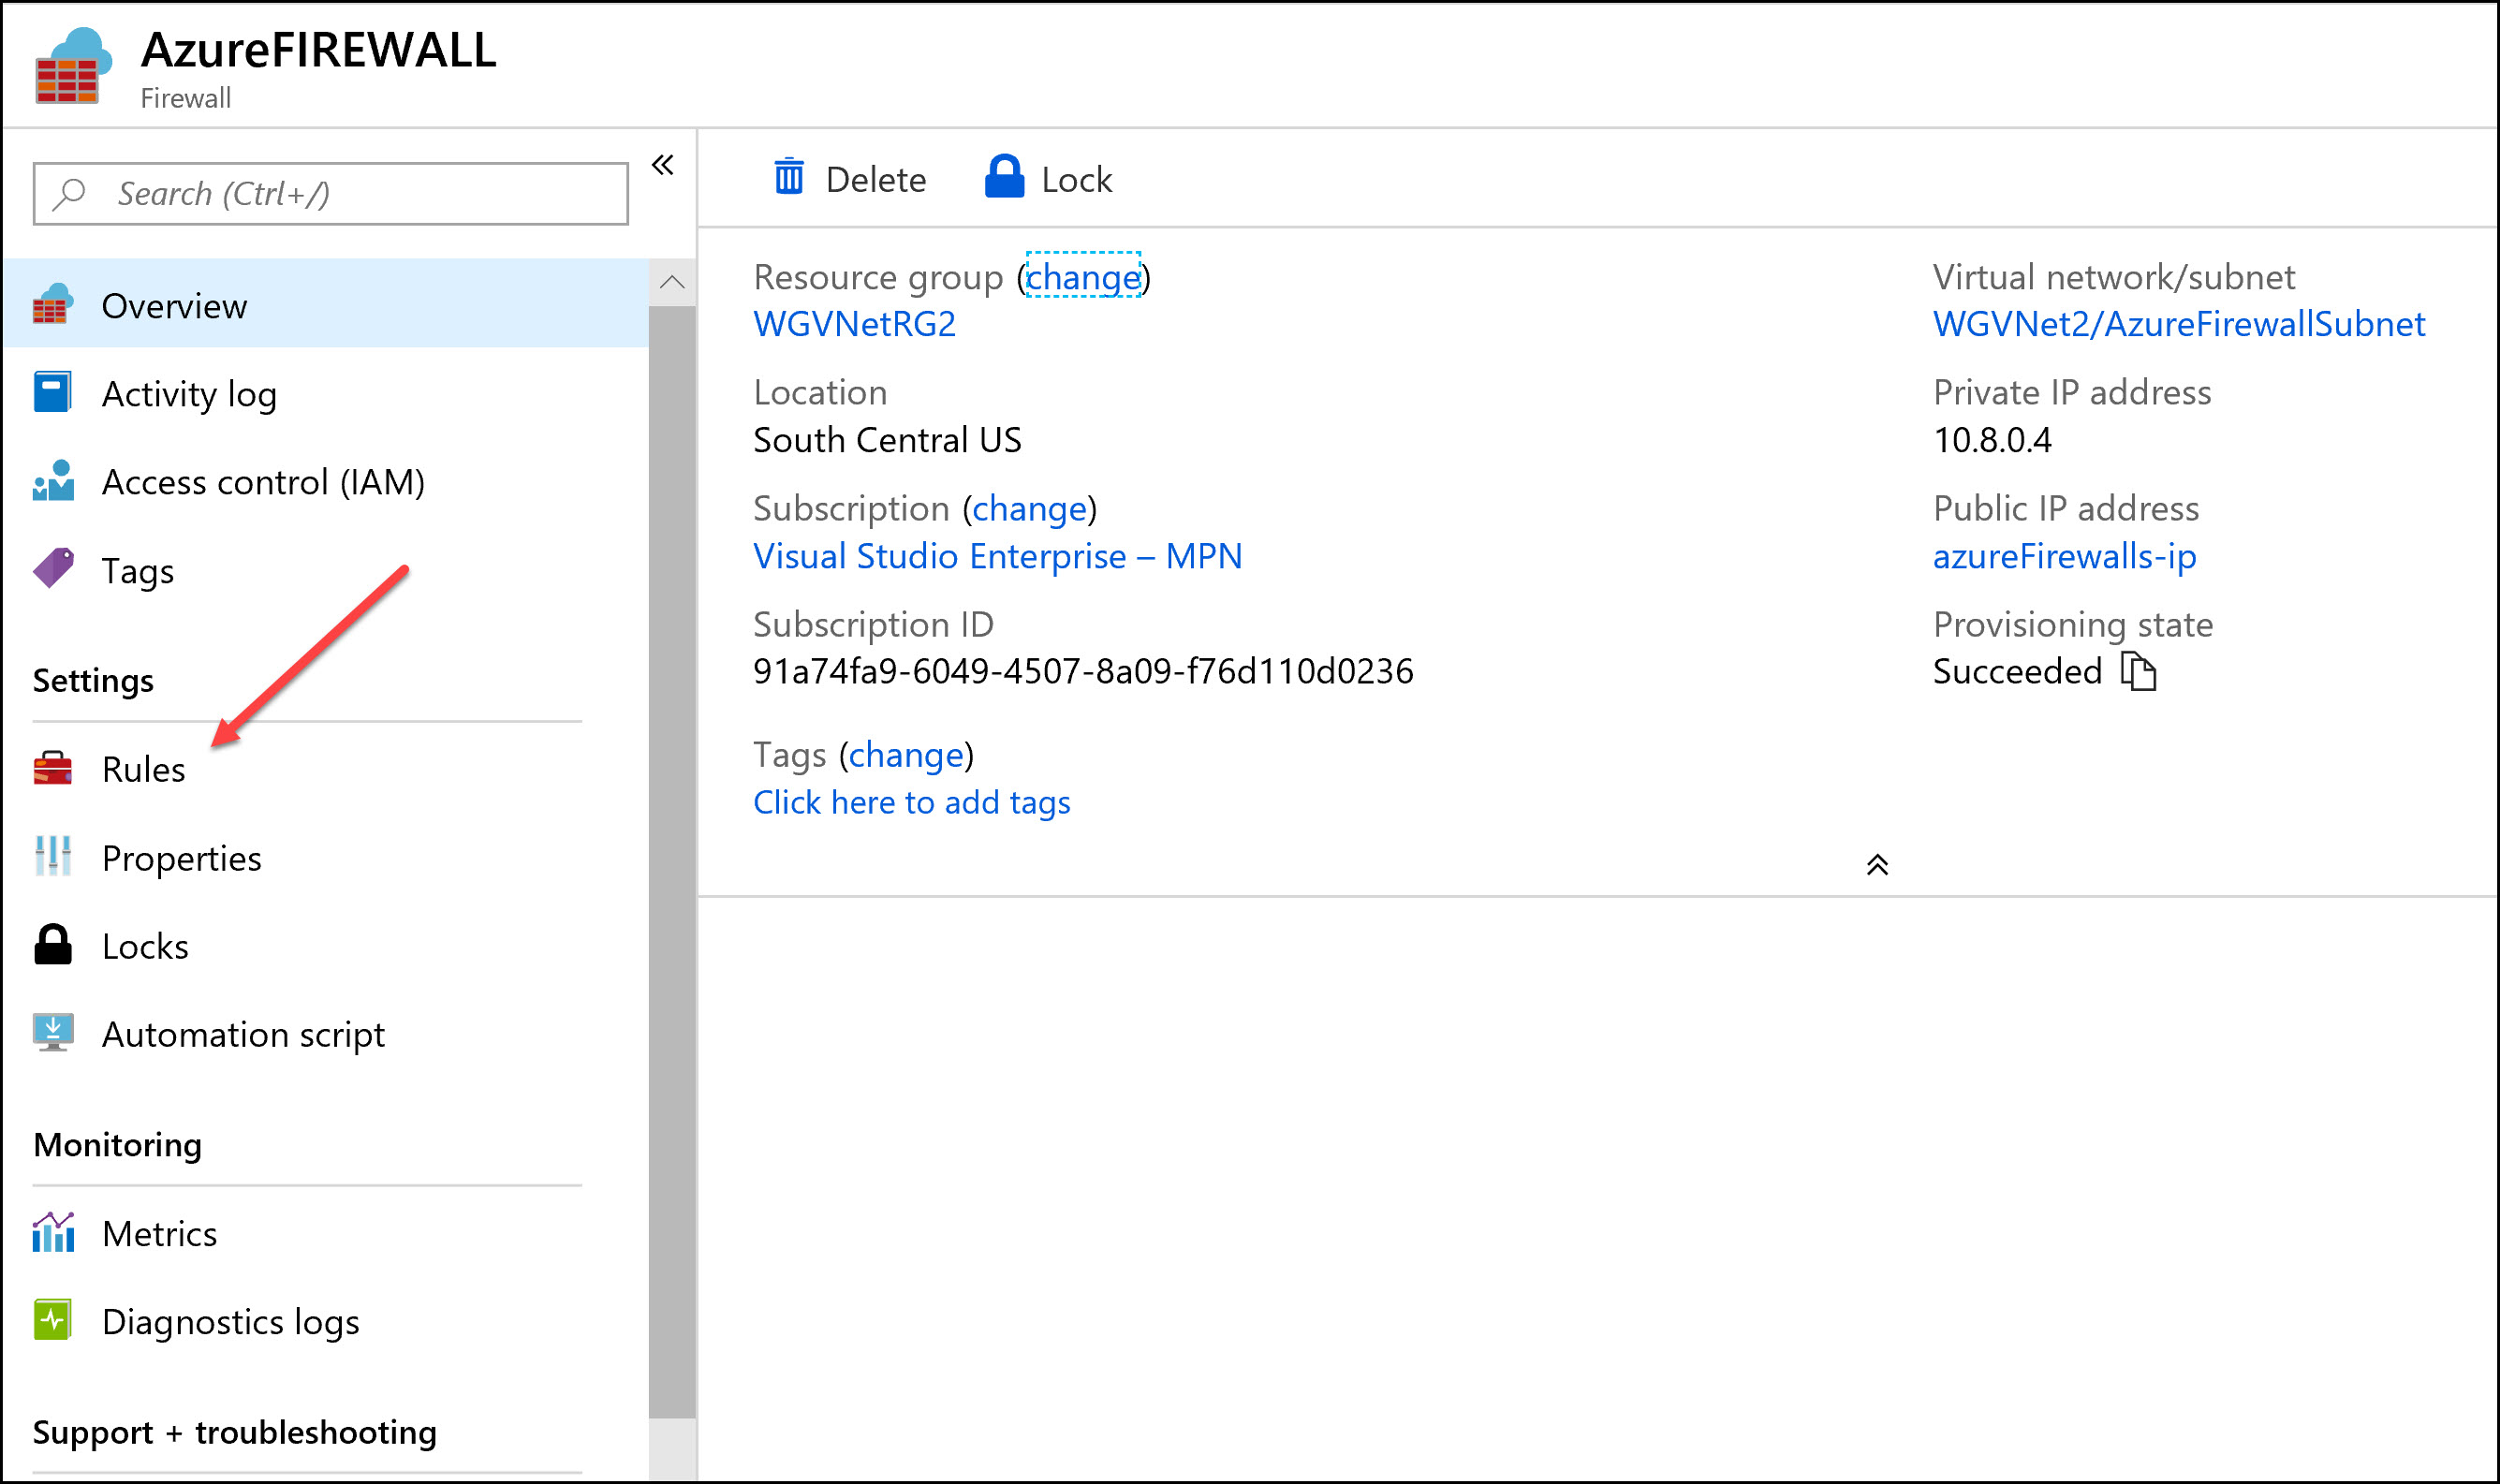 AzureFIREWALL
Firewall
Search (Ctrl+/)
Overview
Activity log
Access control (IAM)
Tags
Settings
Rules
Properties
Locks
Automation script
Monitoring
Metrics
Diagnostics logs
Support + troubleshooting
Delete
Lock
Resource group (change)
WGVNetRG2
Location
South Central US
Subscription (change)
Visual Studio Enterprise – MPN
Subscription ID
91a74fa9-6049-4507-8a09-f76d110d0236
Tags (change)
Click here to add tags
Virtual network/subnet
WGVNet2/AzureFirewallSubnet
Private IP address
10.8.0.4
Public IP address
azureFirewalls-ip
Provisioning state
Succeeded